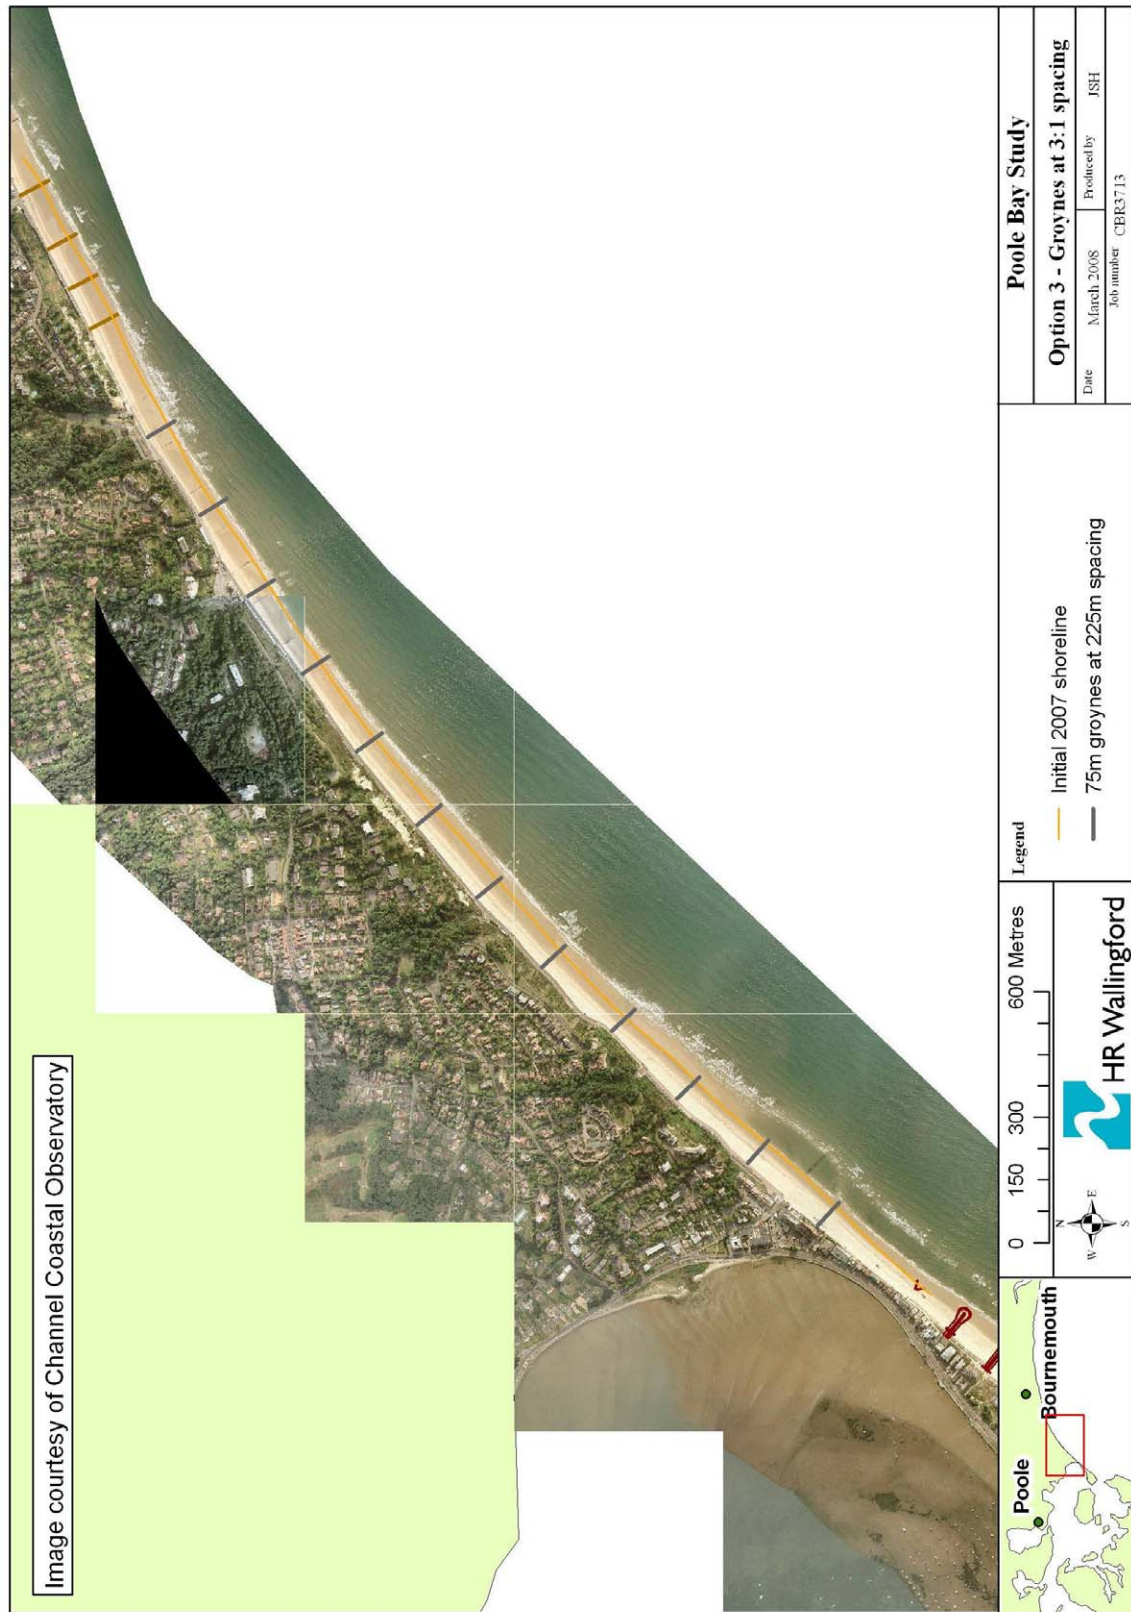 Image courtesy of Channel Coastal Observatory
Poole
Bournemouth
0 150 300 600 Metres
N
W E
S
HR Wallingford
Legend
Initial 2007 shoreline
75m groynes at 225m spacing
Poole Bay Study
Option 3 - Groynes at 3:1 spacing
Date March 2008 Produced by JSH
Job number CBR3713